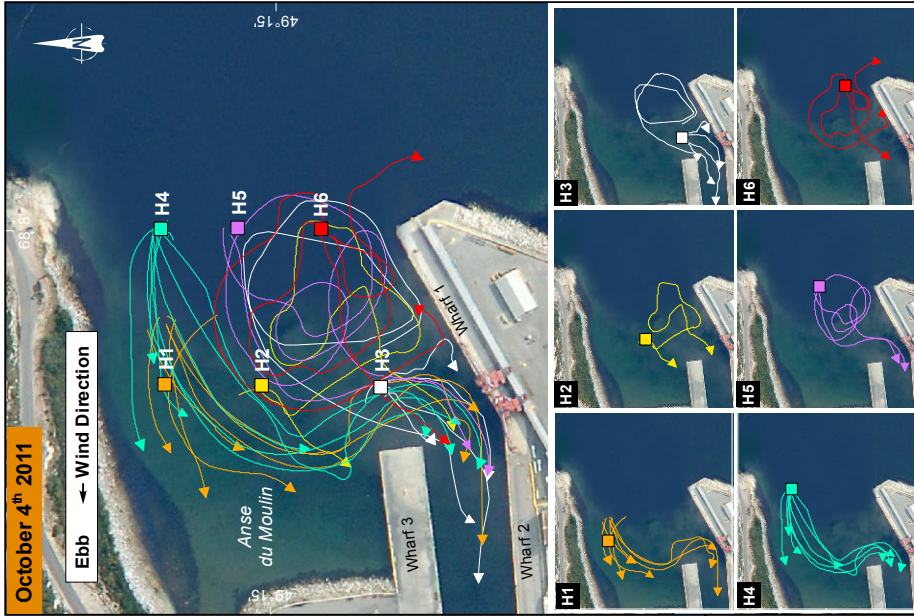 October 4th 2011
Ebb ← Wind Direction
N
49°15'
68°8'
H4
H5
H6
H1
H2
H3
Wharf 1
Anse
du Moulin
Wharf 3
Wharf 2
49°15'
H3
H6
H2
H5
H1
H4